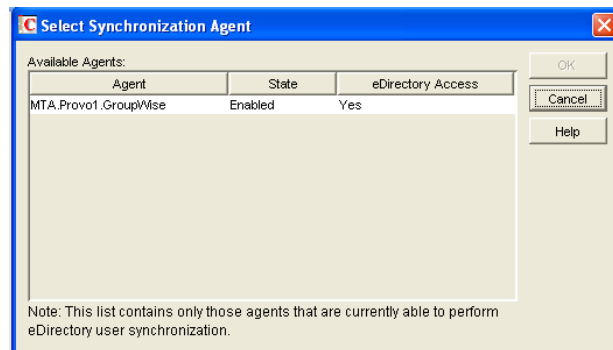 Select Synchronization Agent
Available Agents:
Agent State eDirectory Access
MTA.Provo1.GroupWise Enabled Yes
OK
Cancel
Help
Note: This list contains only those agents that are currently able to perform
eDirectory user synchronization.